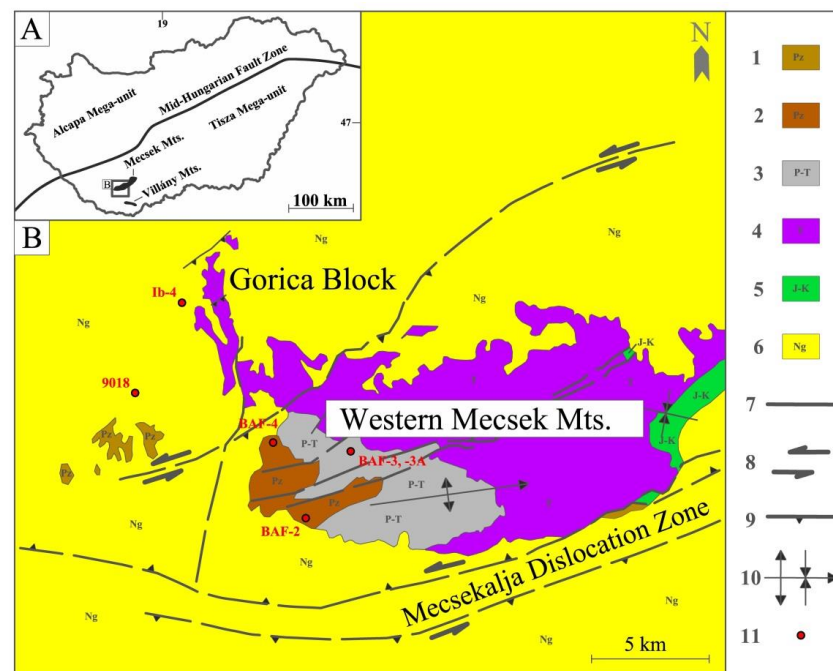 A
19
Alcapa Mega-unit
Mid-Hungarian Fault Zone
Tisza Mega-unit
47
Mecsek Mts.
B
Villány Mts.
100 km
N
B
Ng
Ng
Ng
Gorica Block
Ib-4
Ng
Ng
9018
Pz
Pz
Pz
J-K
J-K
J-K
Western Mecsek Mts.
BAF-4
P-T
BAF-3, -3A
Pz
P-T
Pz
P-T
BAF-2
Ng
Ng
Mecsekalja Dislocation Zone
Ng
Ng
Ng
5 km
1 Pz
2 Pz
3 P-T
4
5 J-K
6 Ng
7
8
9
10
11